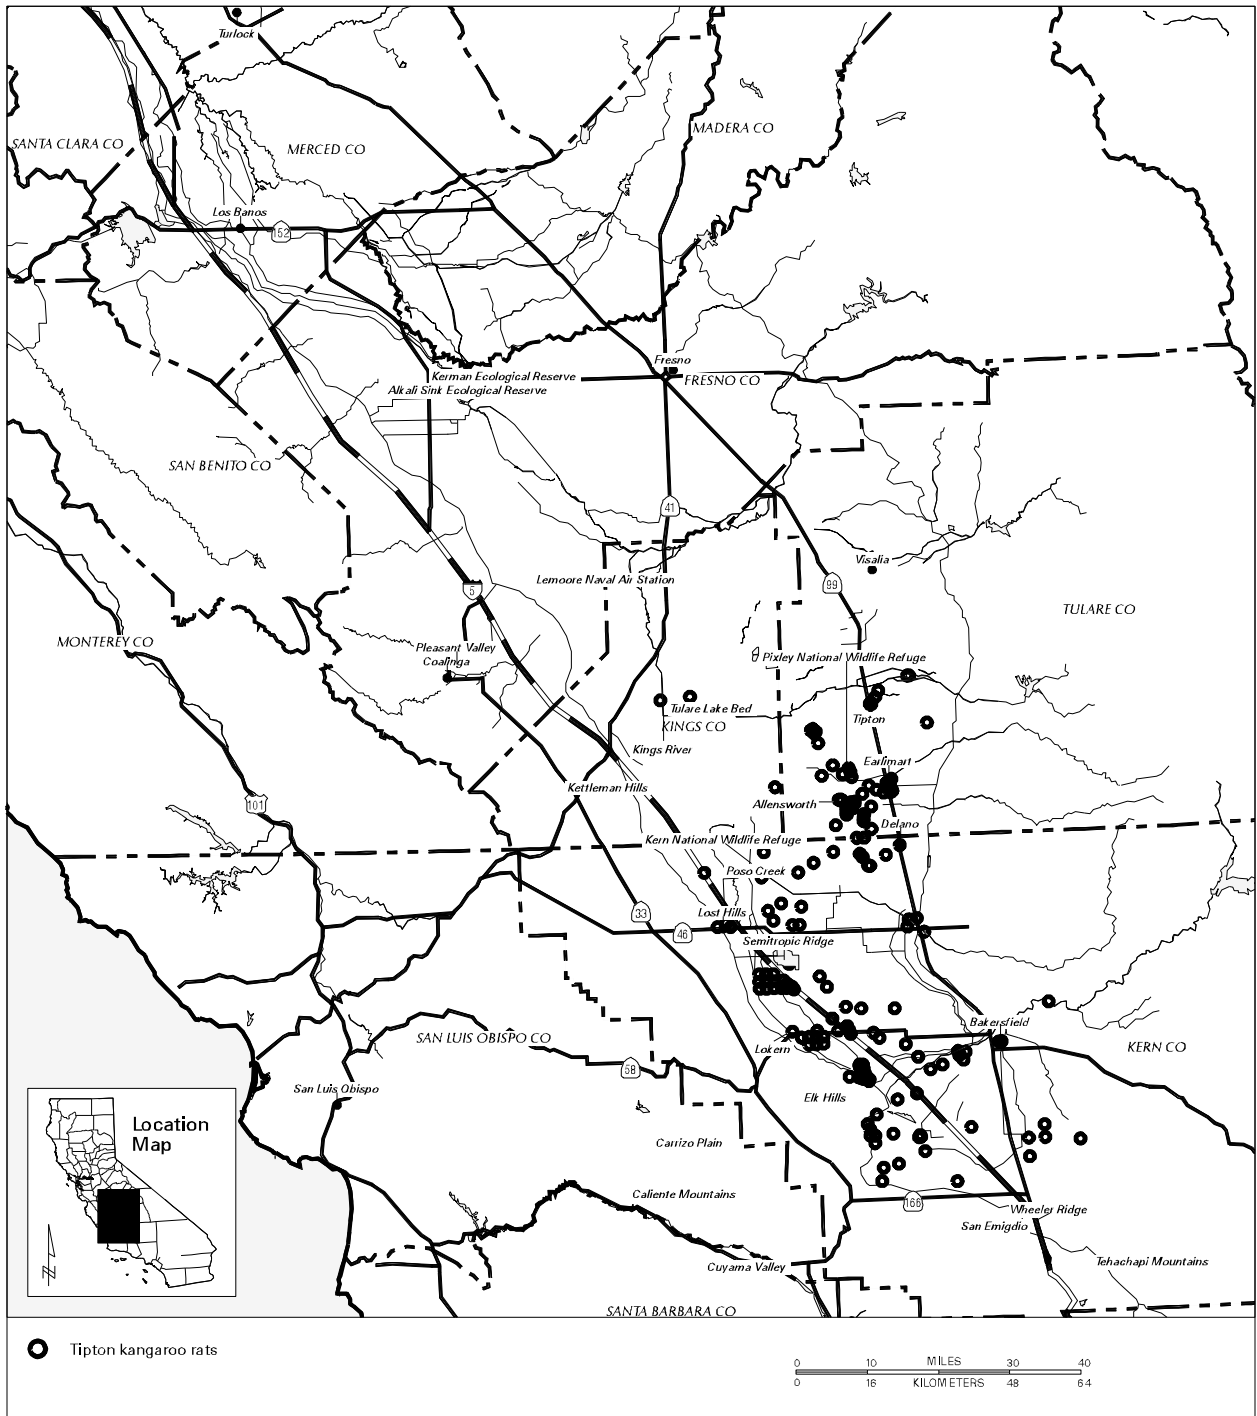 Turlock
SANTA CLARA CO
MERCED CO
MADERA CO
Los Banos
152
Fresno
Kerman Ecological Reserve
FRESNO CO
Alkali Sink Ecological Reserve
SAN BENITO CO
41
Visalia
Lemoore Naval Air Station
99
5
TULARE CO
MONTEREY CO
Pleasant Valley
Coalinga
Pixley National Wildlife Refuge
Tulare Lake Bed
Tipton
KINGS CO
Kings River
Earlimart
Kettleman Hills
101
Allensworth
Delano
Kern National Wildlife Refuge
Poso Creek
33
Lost Hills
46
Semitropic Ridge
Bakersfield
SAN LUIS OBISPO CO
Lokern
KERN CO
58
San Luis Obispo
Elk Hills
Location
Map
Carrizo Plain
Caliente Mountains
166
Wheeler Ridge
San Emigdio
Cuyama Valley
Tehachapi Mountains
SANTA BARBARA CO
N
Tipton kangaroo rats
0 10 MILES 30 40
0 16 KILOMETERS 48 64